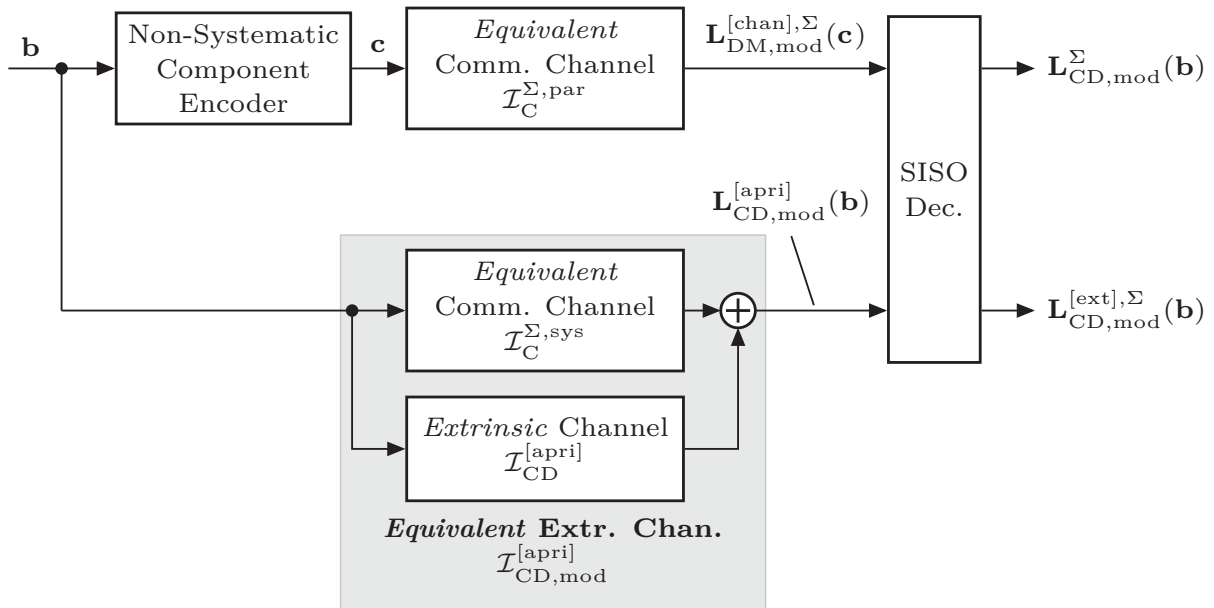 b
Non-Systematic
Component
Encoder
c
Equivalent
Comm. Channel
𝓘_C^{Σ,par}
L_{DM,mod}^{[chan],Σ}(c)
SISO
Dec.
L_{CD,mod}^{Σ}(b)
L_{CD,mod}^{[apri]}(b)
Equivalent
Comm. Channel
𝓘_C^{Σ,sys}
L_{CD,mod}^{[ext],Σ}(b)
Extrinsic Channel
𝓘_{CD}^{[apri]}
Equivalent Extr. Chan.
𝓘_{CD,mod}^{[apri]}